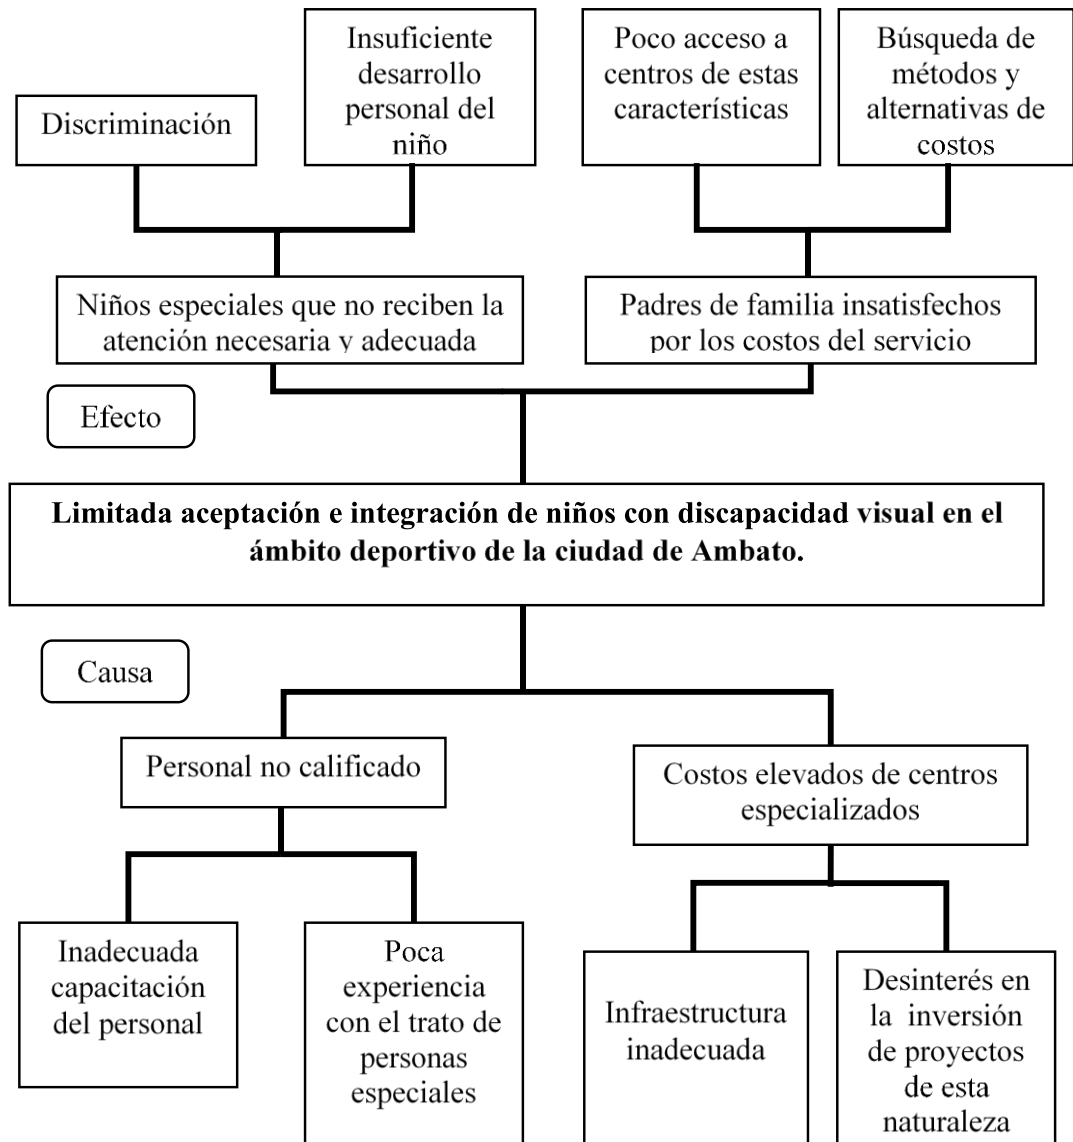 Discriminación
Insuficiente
desarrollo
personal del
niño
Poco acceso a
centros de estas
características
Búsqueda de
métodos y
alternativas de
costos
Niños especiales que no reciben la
atención necesaria y adecuada
Padres de familia insatisfechos
por los costos del servicio
Efecto
Limitada aceptación e integración de niños con discapacidad visual en el
ámbito deportivo de la ciudad de Ambato.
Causa
Personal no calificado
Costos elevados de centros
especializados
Inadecuada
capacitación
del personal
Poca
experiencia
con el trato de
personas
especiales
Infraestructura
inadecuada
Desinterés en
la inversión
de proyectos
de esta
naturaleza